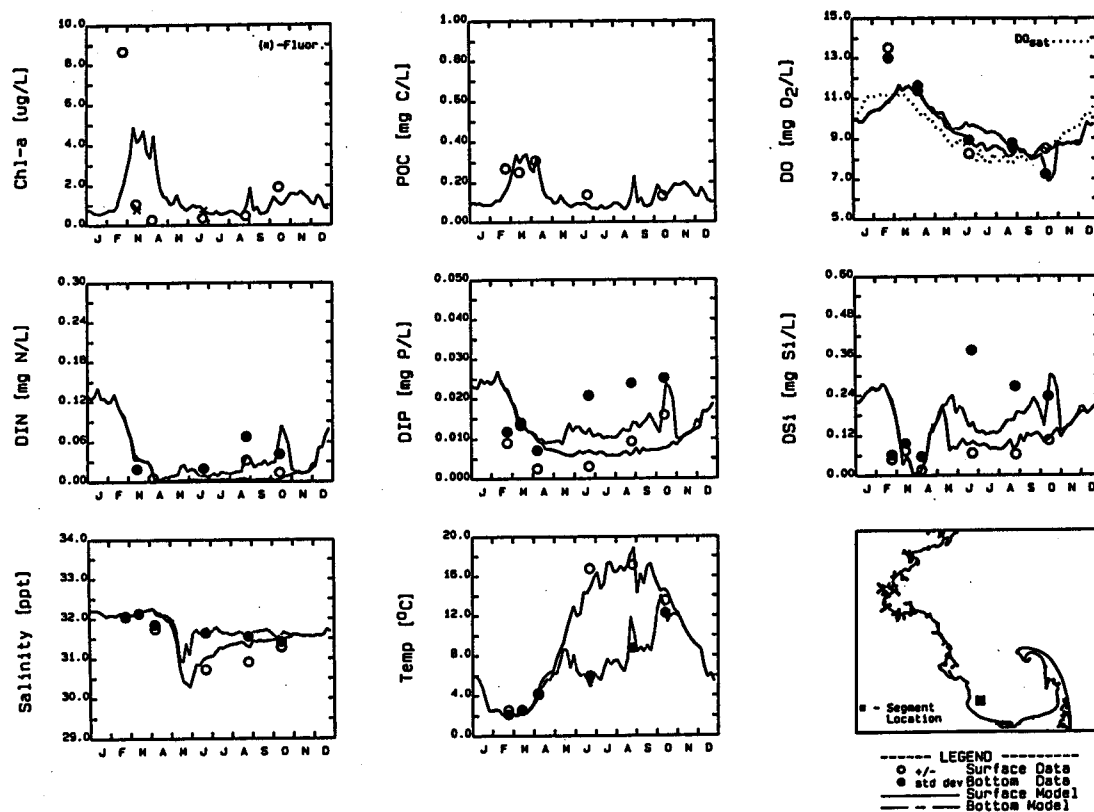 10.0
8.0
6.0
4.0
2.0
0.0
Chl-a [ug/L]
(¤)-Fluor.
J F M A M J J A S O N D
1.00
0.80
0.60
0.40
0.20
0.00
POC [mg C/L]
J F M A M J J A S O N D
15.0
13.0
11.0
9.0
7.0
5.0
DO [mg O2/L]
DOsat ......
J F M A M J J A S O N D
0.30
0.24
0.18
0.12
0.06
0.00
DIN [mg N/L]
J F M A M J J A S O N D
0.050
0.040
0.030
0.020
0.010
0.000
DIP [mg P/L]
J F M A M J J A S O N D
0.60
0.48
0.36
0.24
0.12
0.00
DSi [mg Si/L]
J F M A M J J A S O N D
34.0
33.0
32.0
31.0
30.0
29.0
Salinity [ppt]
J F M A M J J A S O N D
20.0
16.0
12.0
8.0
4.0
0.0
Temp [°C]
J F M A M J J A S O N D
- Segment
Location
------ LEGEND ----------
+/- Surface Data
std dev Bottom Data
Surface Model
Bottom Model